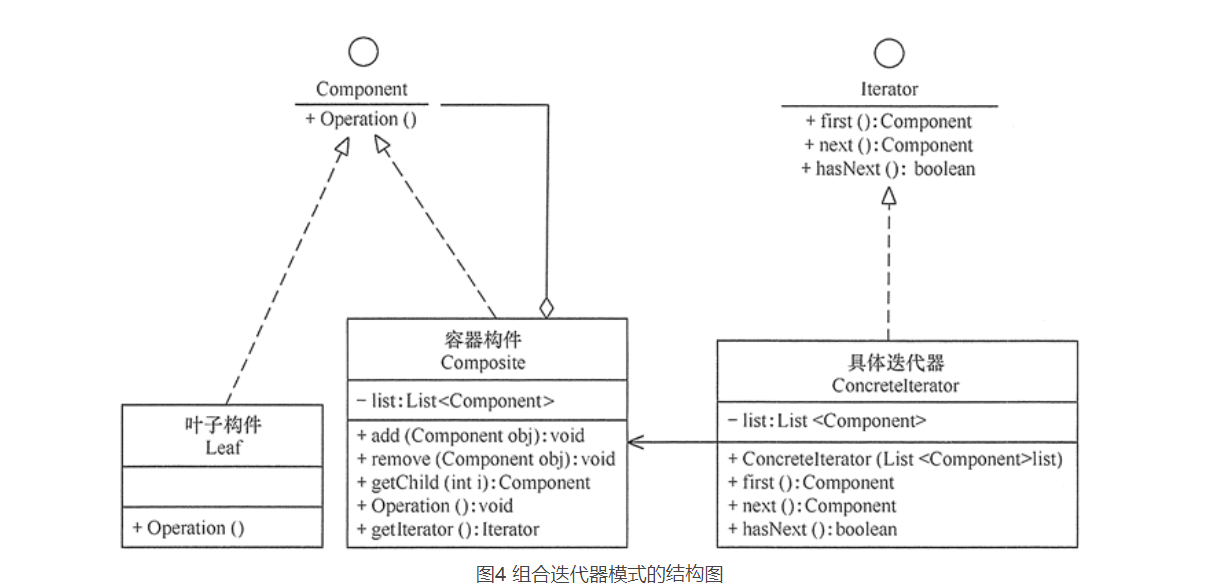 Component
+ Operation ()
Iterator
+ first (): Component
+ next (): Component
+ hasNext (): boolean
叶子构件
Leaf
+ Operation ()
容器构件
Composite
− list: List<Component>
+ add (Component obj): void
+ remove (Component obj): void
+ getChild (int i): Component
+ Operation (): void
+ getIterator (): Iterator
具体迭代器
ConcreteIterator
− list: List <Component>
+ ConcreteIterator (List <Component>list)
+ first (): Component
+ next (): Component
+ hasNext (): boolean
图4 组合迭代器模式的结构图